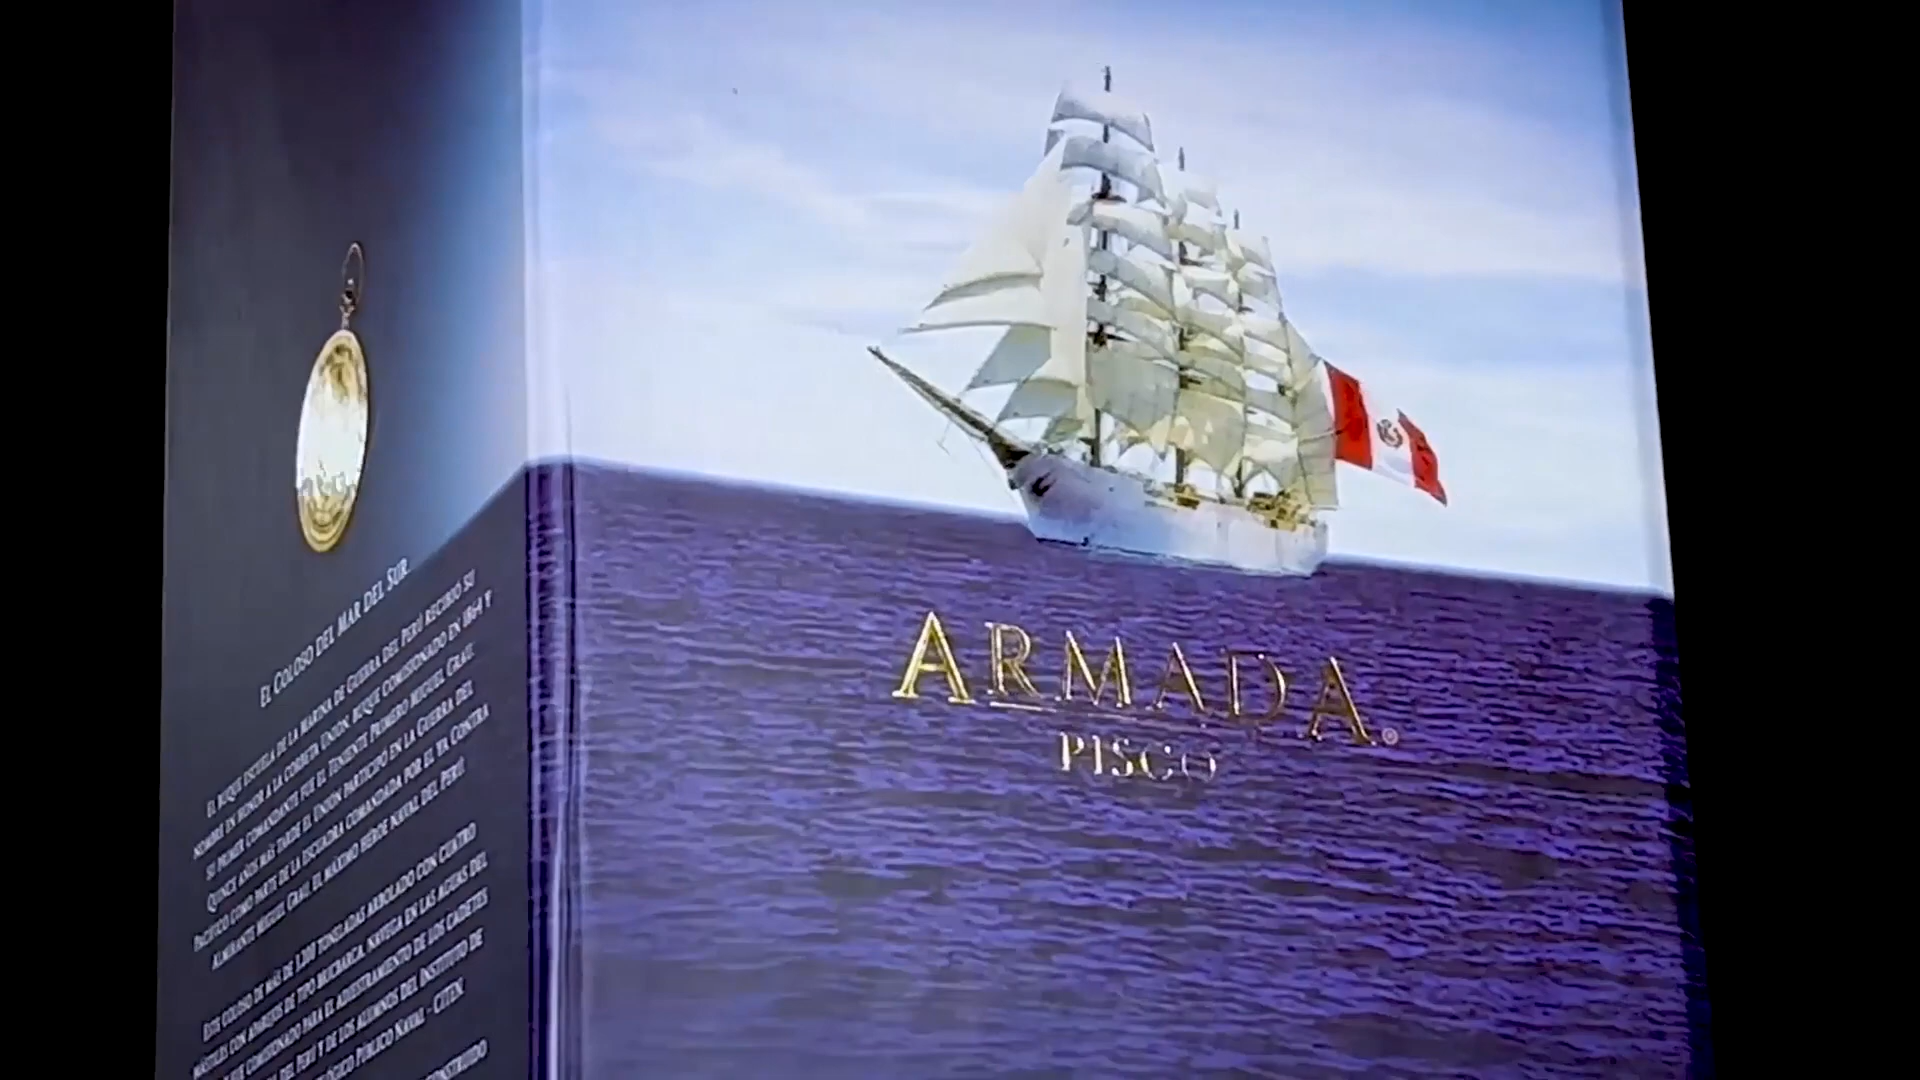 EL COLOSO DEL MAR DEL SUR
EL BUQUE ESCUELA DE LA MARINA DE GUERRA DEL PERÚ RECIBIÓ SU
NOMBRE EN HONOR A LA CORBETA UNIÓN, BUQUE COMISIONADO EN 1864 Y
SU PRIMER COMANDANTE FUE EL TENIENTE PRIMERO MIGUEL GRAU.
QUINCE AÑOS MÁS TARDE EL UNIÓN PARTICIPÓ EN LA GUERRA DEL
PACÍFICO COMO PARTE DE LA ESCUADRA COMANDADA POR EL YA CONTRA
ALMIRANTE MIGUEL GRAU, EL MÁXIMO HÉROE NAVAL DEL PERÚ.
ESTE COLOSO DE MÁS DE 3,200 TONELADAS ARBOLADO CON CUATRO
MÁSTILES CON APAREJOS DE TIPO BRICBARCA, NAVEGA EN LAS AGUAS DEL
FUE COMISIONADO PARA EL ADIESTRAMIENTO DE LOS CADETES
DEL PERÚ Y DE LOS ALUMNOS DEL INSTITUTO DE
PÚBLICO NAVAL - CITEN.
CONSTRUIDO
ARMADA®
PISCO